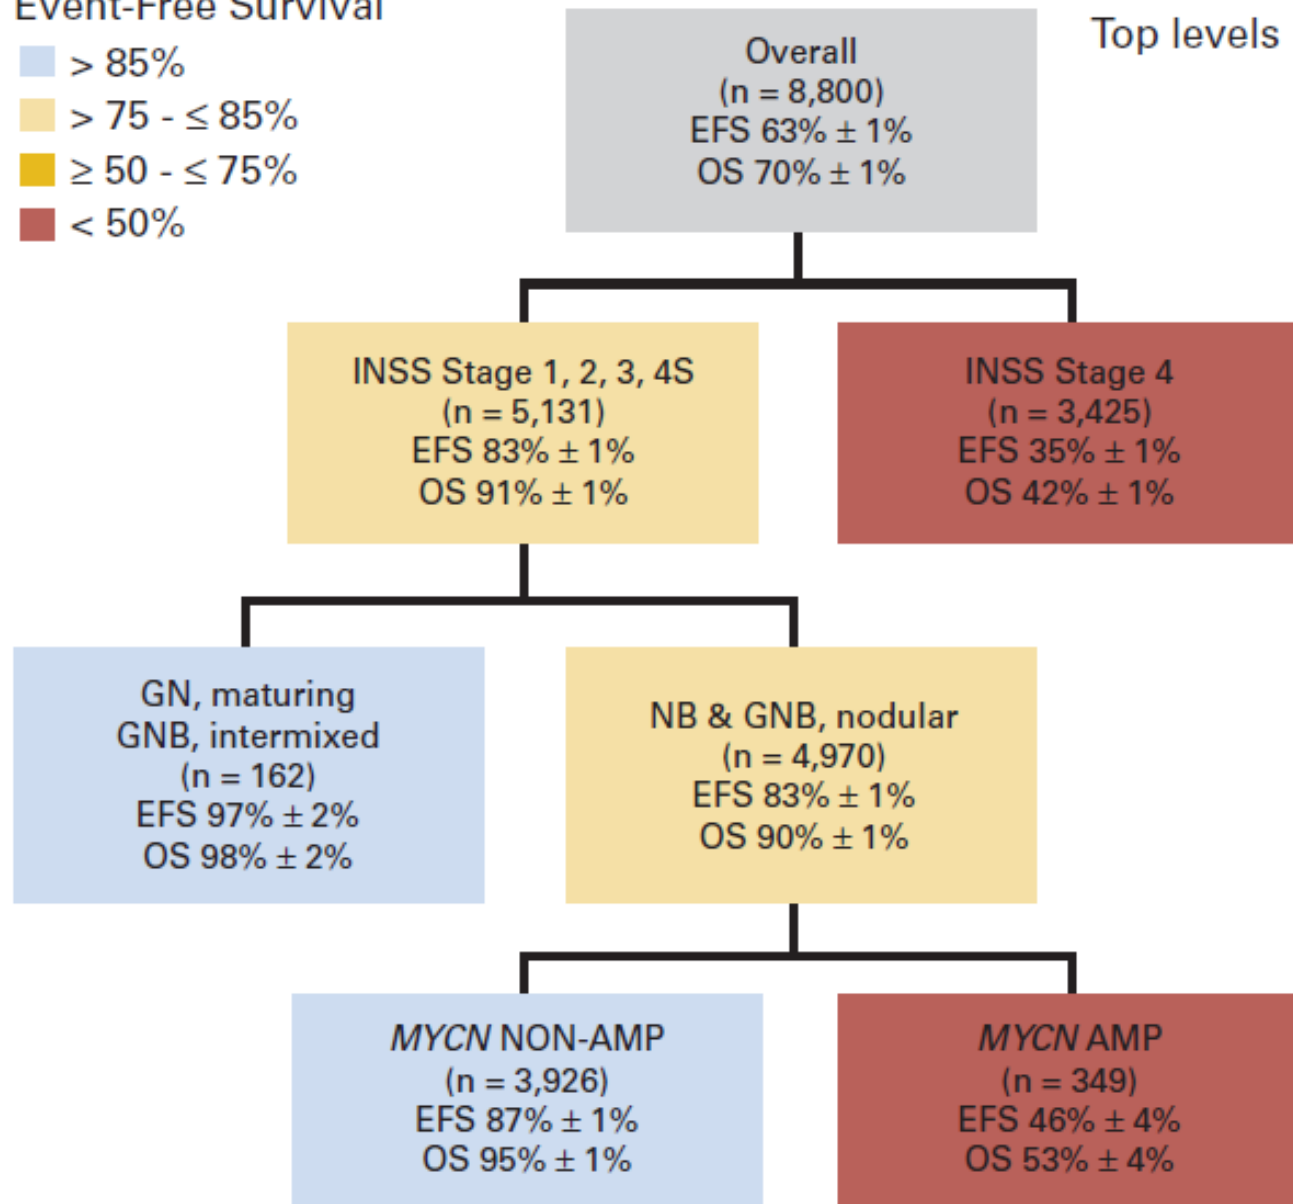 Event-Free Survival
> 85%
> 75 - ≤ 85%
≥ 50 - ≤ 75%
< 50%
Top levels
Overall
(n = 8,800)
EFS 63% ± 1%
OS 70% ± 1%
INSS Stage 1, 2, 3, 4S
(n = 5,131)
EFS 83% ± 1%
OS 91% ± 1%
INSS Stage 4
(n = 3,425)
EFS 35% ± 1%
OS 42% ± 1%
GN, maturing
GNB, intermixed
(n = 162)
EFS 97% ± 2%
OS 98% ± 2%
NB & GNB, nodular
(n = 4,970)
EFS 83% ± 1%
OS 90% ± 1%
MYCN NON-AMP
(n = 3,926)
EFS 87% ± 1%
OS 95% ± 1%
MYCN AMP
(n = 349)
EFS 46% ± 4%
OS 53% ± 4%